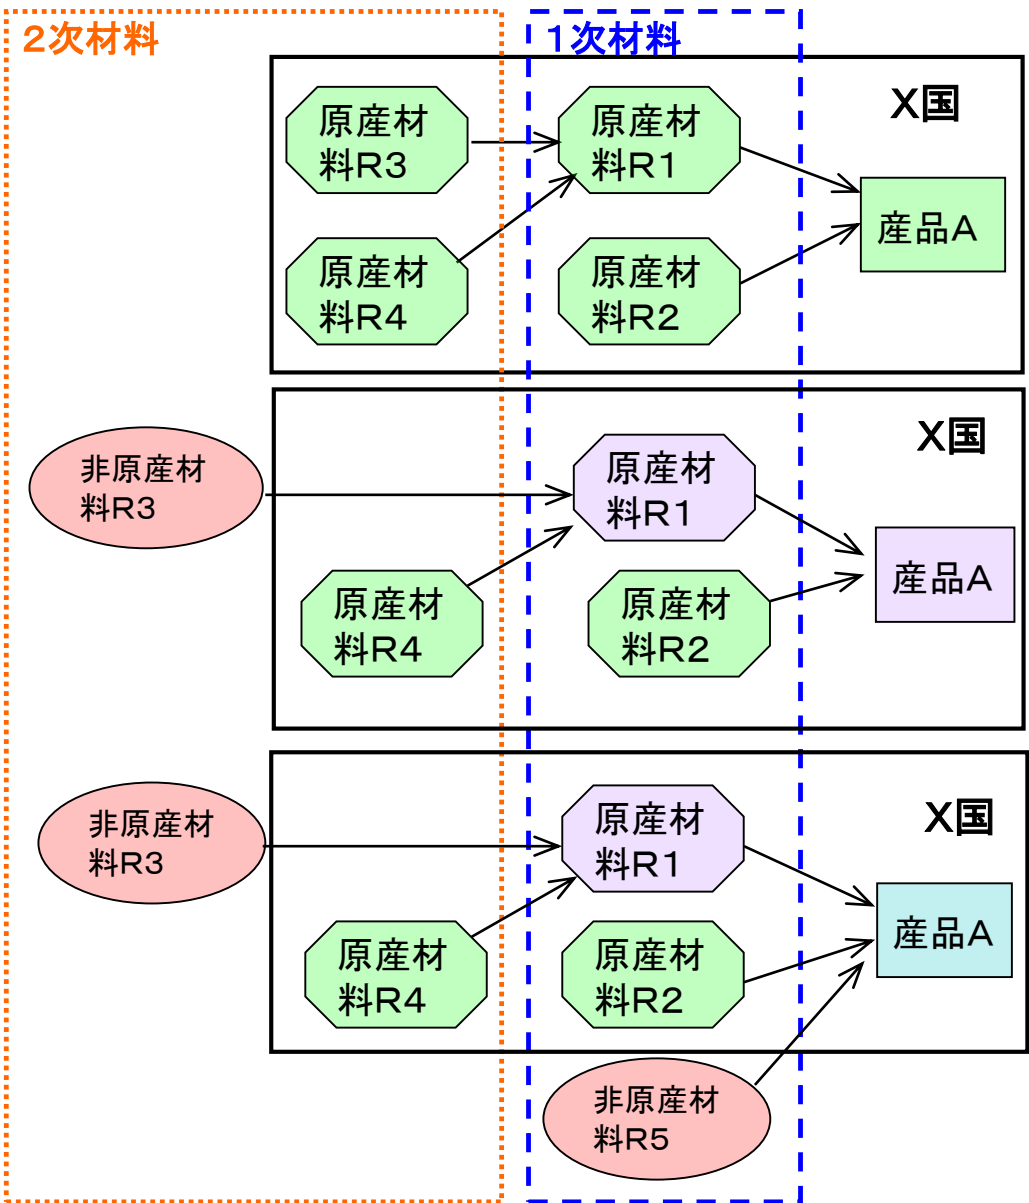 ２次材料
１次材料
X国
原産材
料R3
原産材
料R1
産品A
原産材
料R4
原産材
料R2
X国
非原産材
料R3
原産材
料R1
産品A
原産材
料R4
原産材
料R2
X国
非原産材
料R3
原産材
料R1
産品A
原産材
料R4
原産材
料R2
非原産材
料R5